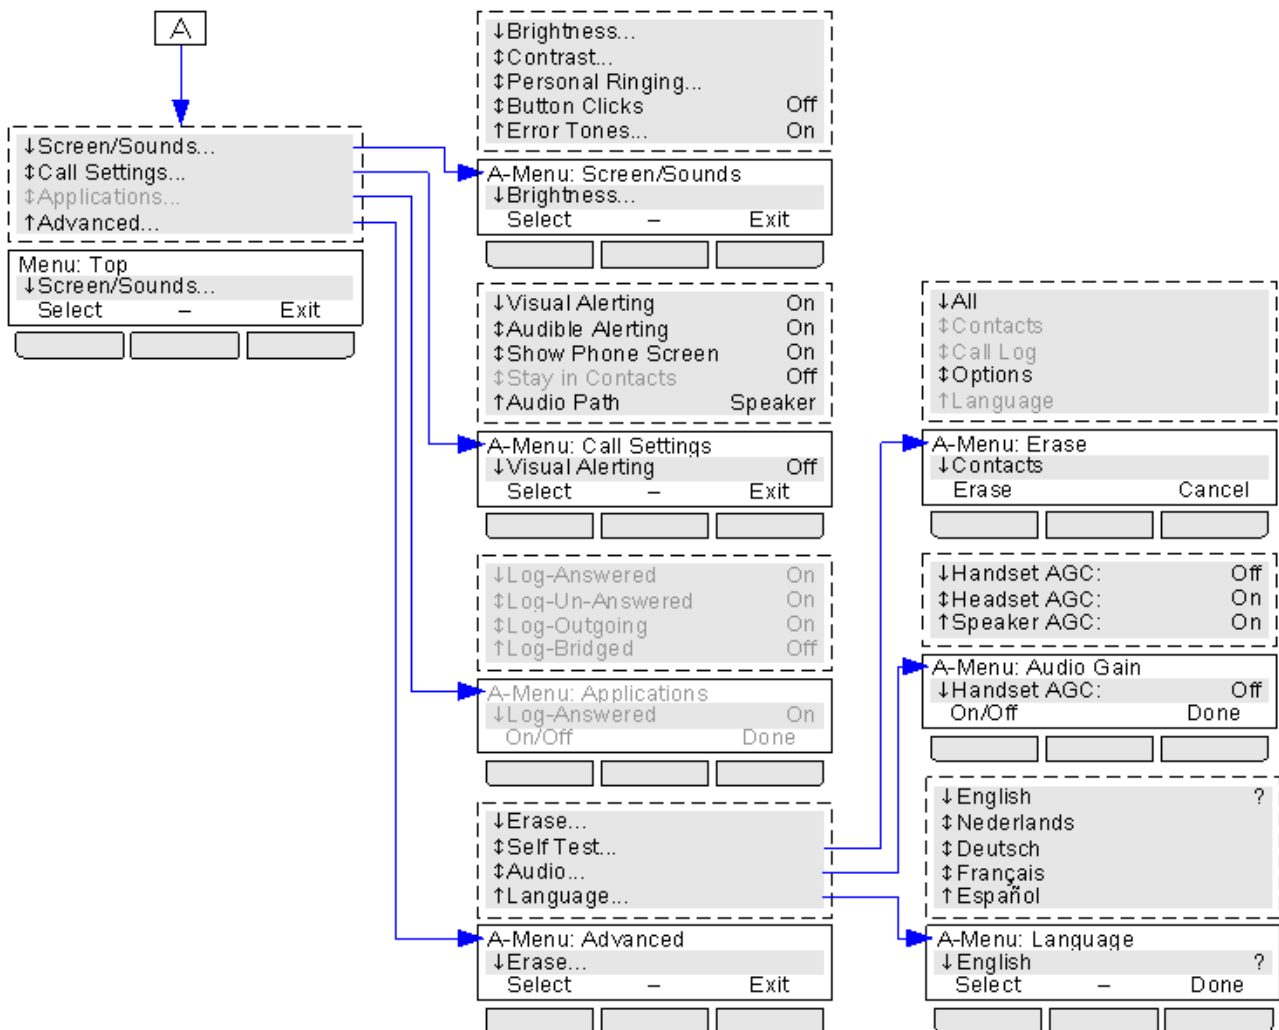 A
↓Screen/Sounds...
↕Call Settings...
↕Applications...
↑Advanced...
Menu: Top
↓Screen/Sounds...
Select – Exit
↓Brightness...
↕Contrast...
↕Personal Ringing...
↕Button Clicks Off
↑Error Tones... On
A-Menu: Screen/Sounds
↓Brightness...
Select – Exit
↓Visual Alerting On
↕Audible Alerting On
↕Show Phone Screen On
↕Stay in Contacts Off
↑Audio Path Speaker
A-Menu: Call Settings
↓Visual Alerting Off
Select – Exit
↓Log-Answered On
↕Log-Un-Answered On
↕Log-Outgoing On
↑Log-Bridged Off
A-Menu: Applications
↓Log-Answered On
On/Off Done
↓Erase...
↕Self Test...
↕Audio...
↑Language...
A-Menu: Advanced
↓Erase...
Select – Exit
↓All
↕Contacts
↕Call Log
↕Options
↑Language
A-Menu: Erase
↓Contacts
Erase Cancel
↓Handset AGC: Off
↕Headset AGC: On
↑Speaker AGC: On
A-Menu: Audio Gain
↓Handset AGC: Off
On/Off Done
↓English ?
↕Nederlands
↕Deutsch
↕Français
↑Español
A-Menu: Language
↓English ?
Select – Done